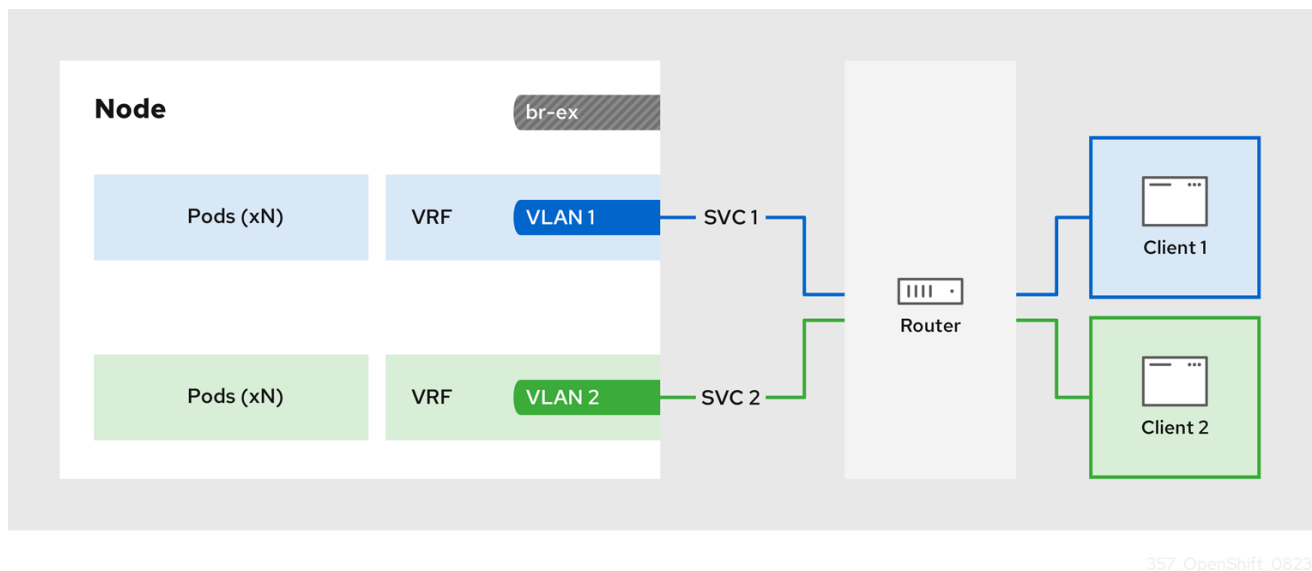 Node
br-ex
Pods (xN)
VRF
VLAN 1
SVC 1
Client 1
Router
Pods (xN)
VRF
VLAN 2
SVC 2
Client 2
357_OpenShift_0823